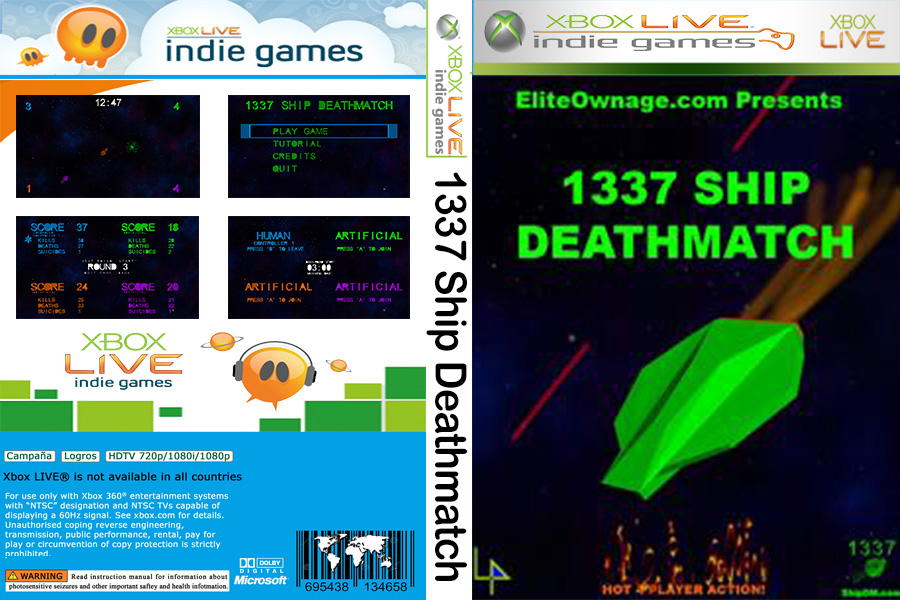 XBOX LIVE
indie games
3
12:47
4
1
4
1337 SHIP DEATHMATCH
PLAY GAME
TUTORIAL
CREDITS
QUIT
SCORE 37
KILLS 38
DEATHS 27
SUICIDES 1
SCORE 18
KILLS 20
DEATHS 22
SUICIDES 2
ROUND 3
SCORE 24
KILLS 25
DEATHS 33
SUICIDES 1
SCORE 20
KILLS 21
DEATHS 22
SUICIDES 1
HUMAN
CONTROLLER 1
PRESS "B" TO LEAVE
ARTIFICIAL
PRESS "A" TO JOIN
03:00
ARTIFICIAL
PRESS "A" TO JOIN
ARTIFICIAL
PRESS "A" TO JOIN
XBOX
LIVE
indie games
Campaña Logros HDTV 720p/1080i/1080p
Xbox LIVE® is not available in all countries
For use only with Xbox 360® entertainment systems
with “NTSC” designation and NTSC TVs capable of
displaying a 60Hz signal. See xbox.com for details.
Unauthorised coping reverse engineering,
transmission, public performance, rental, pay for
play or circumvention of copy protection is strictly
prohibited.
WARNING Read instruction manual for information about
photosensitive seizures and other important saftey and health infotmation.
DOLBY
DIGITAL
Microsoft
695438 134658
XBOX LIVE
indie games
1337 Ship Deathmatch
XBOX LIVE
indie games
XBOX
LIVE
EliteOwnage.com Presents
1337 SHIP
DEATHMATCH
HOT 4PLAYER ACTION!
1337
ShipDM.com